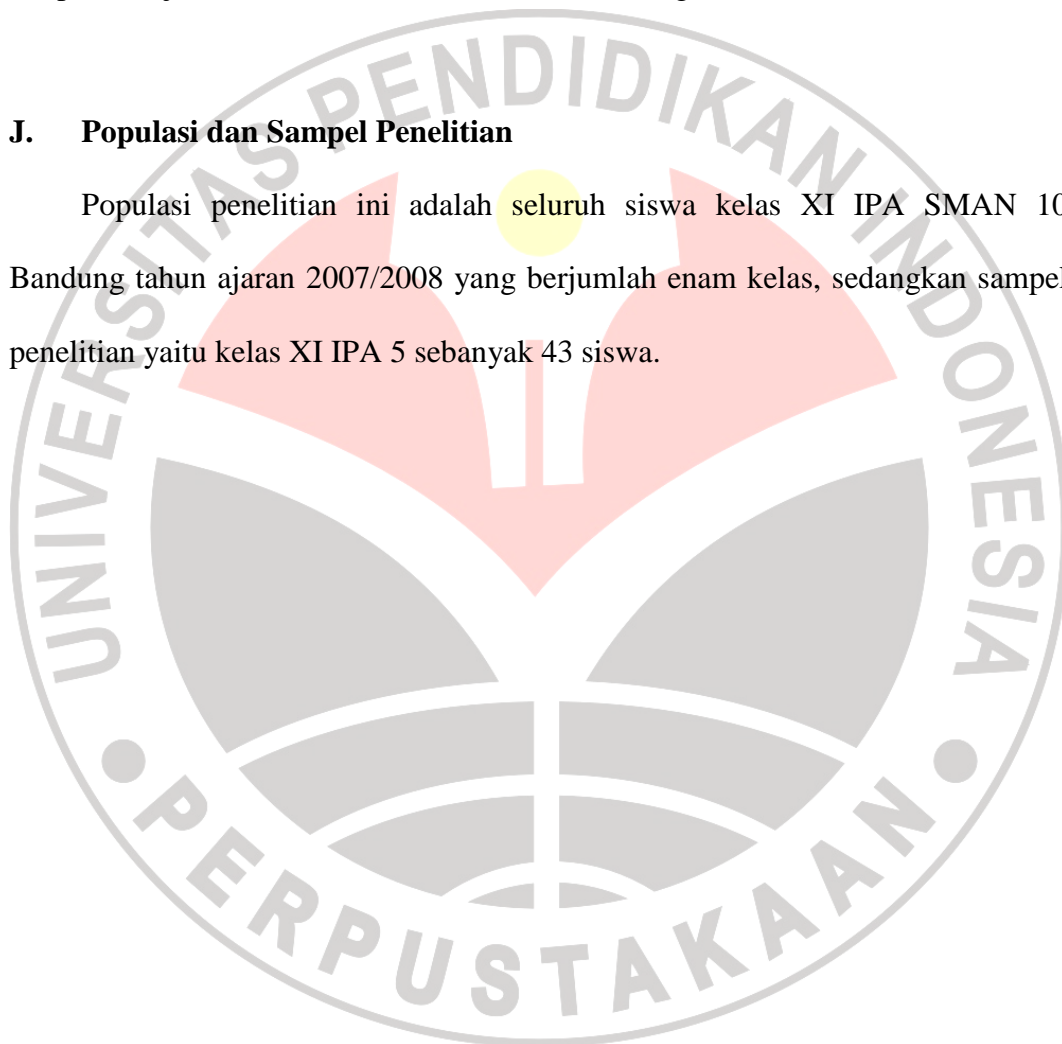 J. Populasi dan Sampel Penelitian
Populasi penelitian ini adalah seluruh siswa kelas XI IPA SMAN 10
Bandung tahun ajaran 2007/2008 yang berjumlah enam kelas, sedangkan sampel
penelitian yaitu kelas XI IPA 5 sebanyak 43 siswa.
UNIVERSITAS PENDIDIKAN INDONESIA
PERPUSTAKAAN